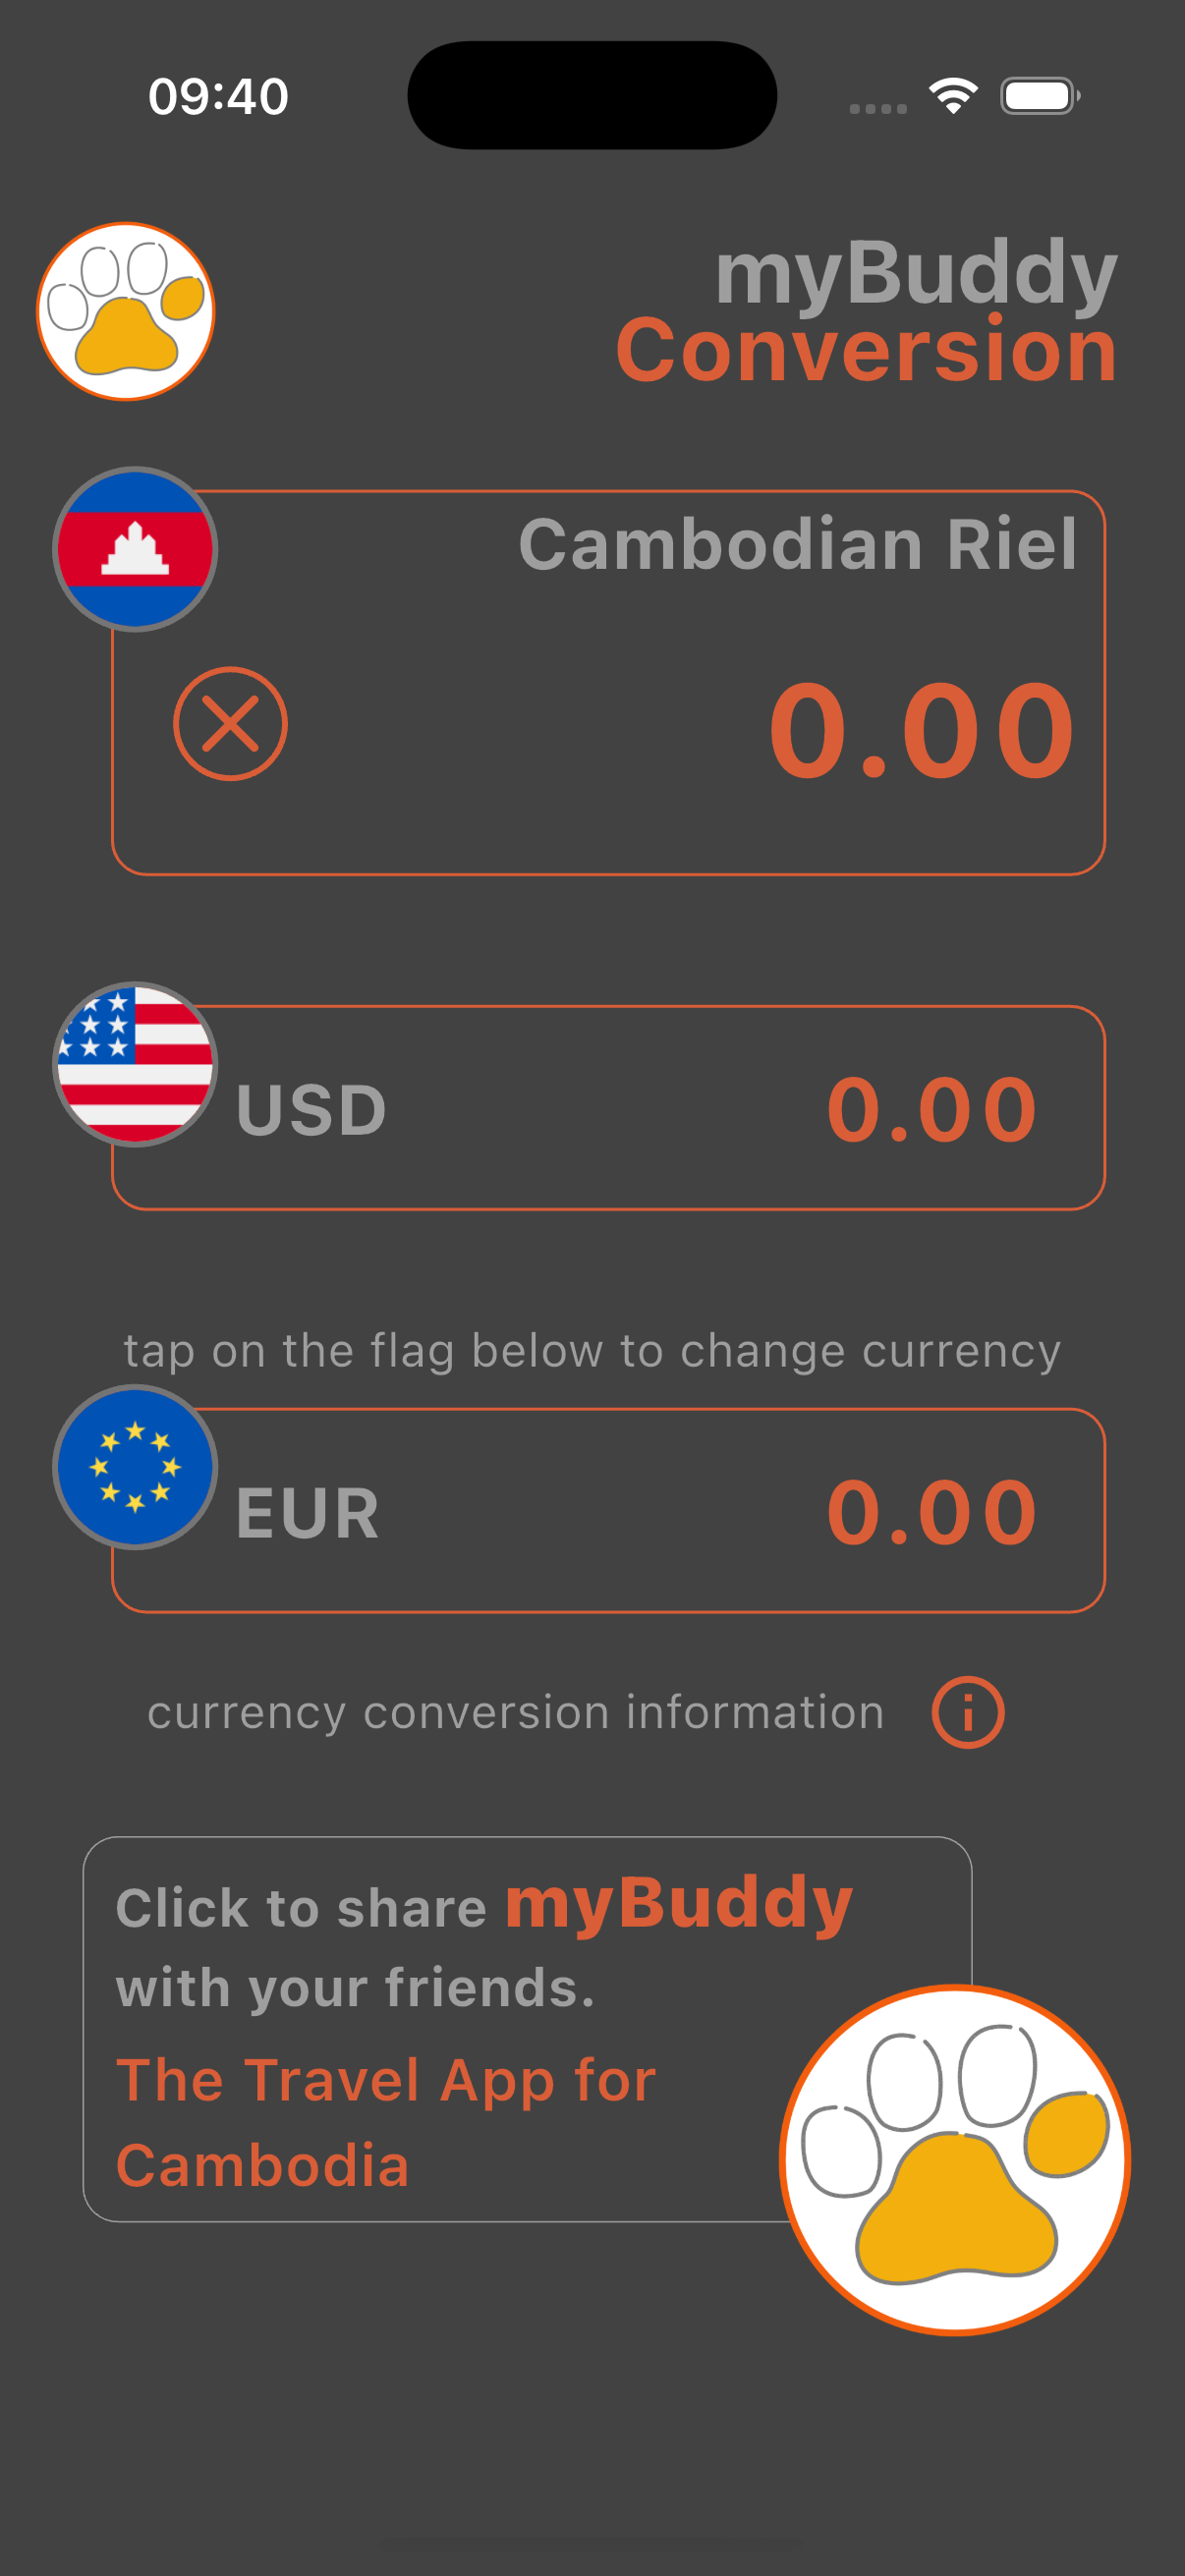 09:40
myBuddy
Conversion
Cambodian Riel
0.00
USD 0.00
tap on the flag below to change currency
EUR 0.00
currency conversion information
Click to share myBuddy
with your friends.
The Travel App for
Cambodia